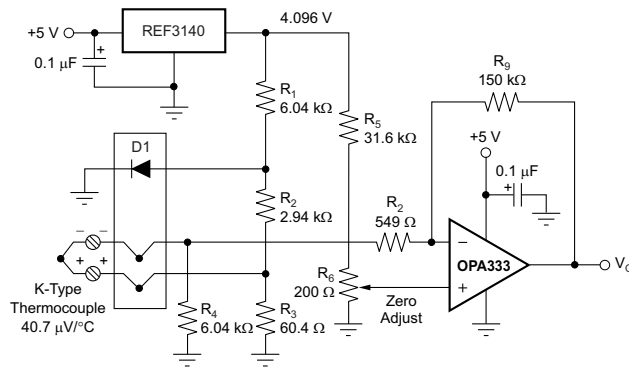 +5 V
REF3140
4.096 V
0.1 μF
+
R1
6.04 kΩ
R5
31.6 kΩ
R9
150 kΩ
D1
+5 V
0.1 μF
+
R2
2.94 kΩ
R2
549 Ω
− −
+ +
K-Type
Thermocouple
40.7 μV/°C
R4
6.04 kΩ
R3
60.4 Ω
R6
200 Ω
Zero
Adjust
−
OPA333
+